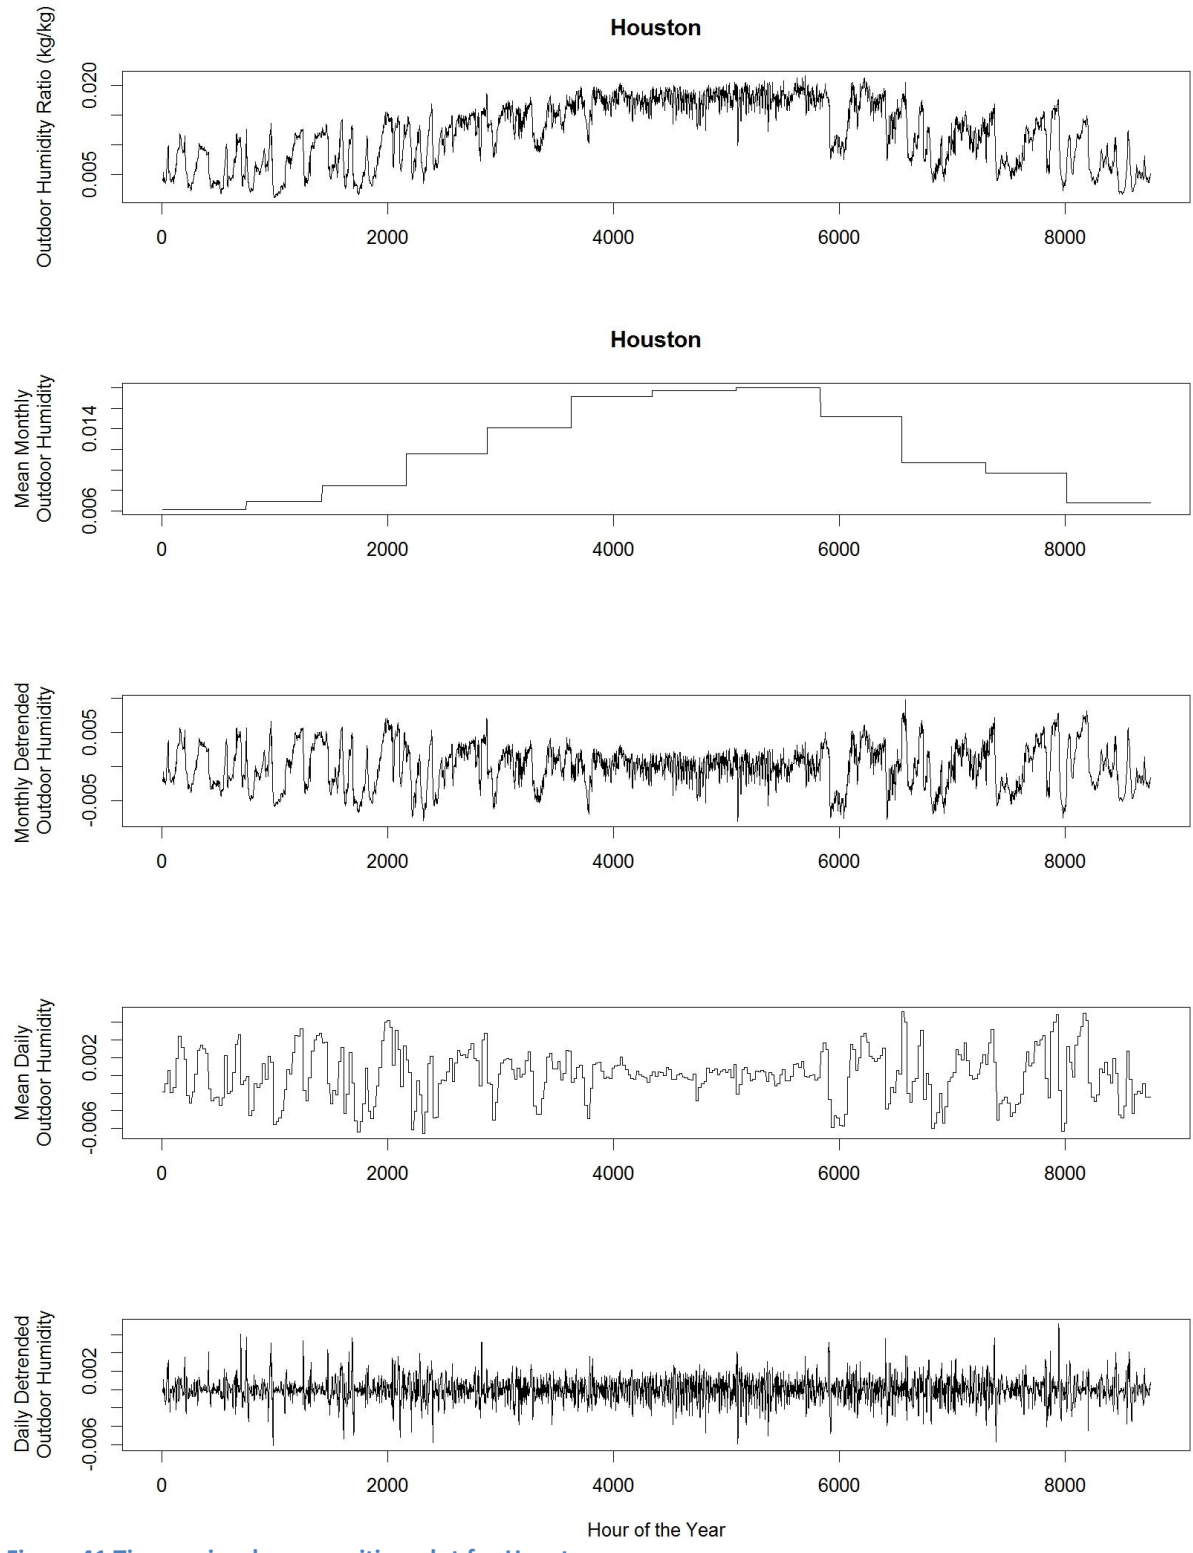 Houston
Outdoor Humidity Ratio (kg/kg)
0.020
0.005
0 2000 4000 6000 8000
Houston
Mean Monthly
Outdoor Humidity
0.014
0.006
0 2000 4000 6000 8000
Monthly Detrended
Outdoor Humidity
0.005
-0.005
0 2000 4000 6000 8000
Mean Daily
Outdoor Humidity
0.002
-0.006
0 2000 4000 6000 8000
Daily Detrended
Outdoor Humidity
0.002
-0.006
0 2000 4000 6000 8000
Hour of the Year